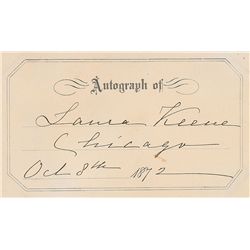 Autograph of
Laura Keene
Chicago
Oct 8th 1872